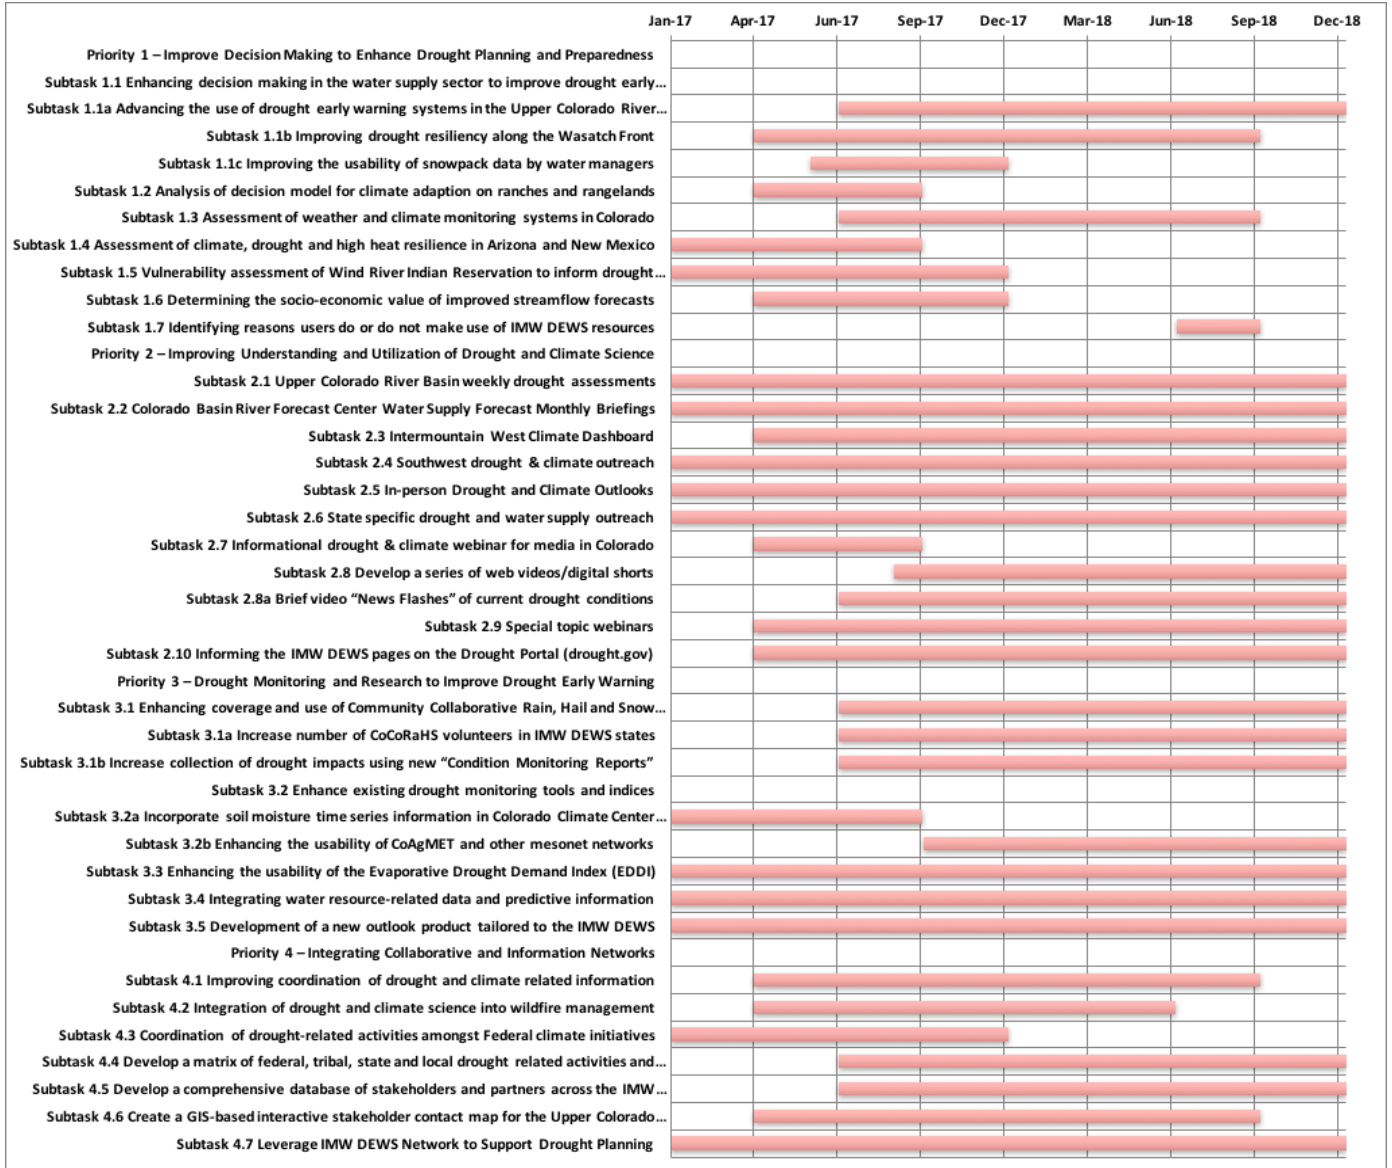 Jan-17 Apr-17 Jun-17 Sep-17 Dec-17 Mar-18 Jun-18 Sep-18 Dec-18
Priority 1 – Improve Decision Making to Enhance Drought Planning and Preparedness
Subtask 1.1 Enhancing decision making in the water supply sector to improve drought early...
Subtask 1.1a Advancing the use of drought early warning systems in the Upper Colorado River...
Subtask 1.1b Improving drought resiliency along the Wasatch Front
Subtask 1.1c Improving the usability of snowpack data by water managers
Subtask 1.2 Analysis of decision model for climate adaption on ranches and rangelands
Subtask 1.3 Assessment of weather and climate monitoring systems in Colorado
Subtask 1.4 Assessment of climate, drought and high heat resilience in Arizona and New Mexico
Subtask 1.5 Vulnerability assessment of Wind River Indian Reservation to inform drought...
Subtask 1.6 Determining the socio-economic value of improved streamflow forecasts
Subtask 1.7 Identifying reasons users do or do not make use of IMW DEWS resources
Priority 2 – Improving Understanding and Utilization of Drought and Climate Science
Subtask 2.1 Upper Colorado River Basin weekly drought assessments
Subtask 2.2 Colorado Basin River Forecast Center Water Supply Forecast Monthly Briefings
Subtask 2.3 Intermountain West Climate Dashboard
Subtask 2.4 Southwest drought & climate outreach
Subtask 2.5 In-person Drought and Climate Outlooks
Subtask 2.6 State specific drought and water supply outreach
Subtask 2.7 Informational drought & climate webinar for media in Colorado
Subtask 2.8 Develop a series of web videos/digital shorts
Subtask 2.8a Brief video “News Flashes” of current drought conditions
Subtask 2.9 Special topic webinars
Subtask 2.10 Informing the IMW DEWS pages on the Drought Portal (drought.gov)
Priority 3 – Drought Monitoring and Research to Improve Drought Early Warning
Subtask 3.1 Enhancing coverage and use of Community Collaborative Rain, Hail and Snow...
Subtask 3.1a Increase number of CoCoRaHS volunteers in IMW DEWS states
Subtask 3.1b Increase collection of drought impacts using new “Condition Monitoring Reports”
Subtask 3.2 Enhance existing drought monitoring tools and indices
Subtask 3.2a Incorporate soil moisture time series information in Colorado Climate Center...
Subtask 3.2b Enhancing the usability of CoAgMET and other mesonet networks
Subtask 3.3 Enhancing the usability of the Evaporative Drought Demand Index (EDDI)
Subtask 3.4 Integrating water resource-related data and predictive information
Subtask 3.5 Development of a new outlook product tailored to the IMW DEWS
Priority 4 – Integrating Collaborative and Information Networks
Subtask 4.1 Improving coordination of drought and climate related information
Subtask 4.2 Integration of drought and climate science into wildfire management
Subtask 4.3 Coordination of drought-related activities amongst Federal climate initiatives
Subtask 4.4 Develop a matrix of federal, tribal, state and local drought related activities and...
Subtask 4.5 Develop a comprehensive database of stakeholders and partners across the IMW...
Subtask 4.6 Create a GIS-based interactive stakeholder contact map for the Upper Colorado...
Subtask 4.7 Leverage IMW DEWS Network to Support Drought Planning